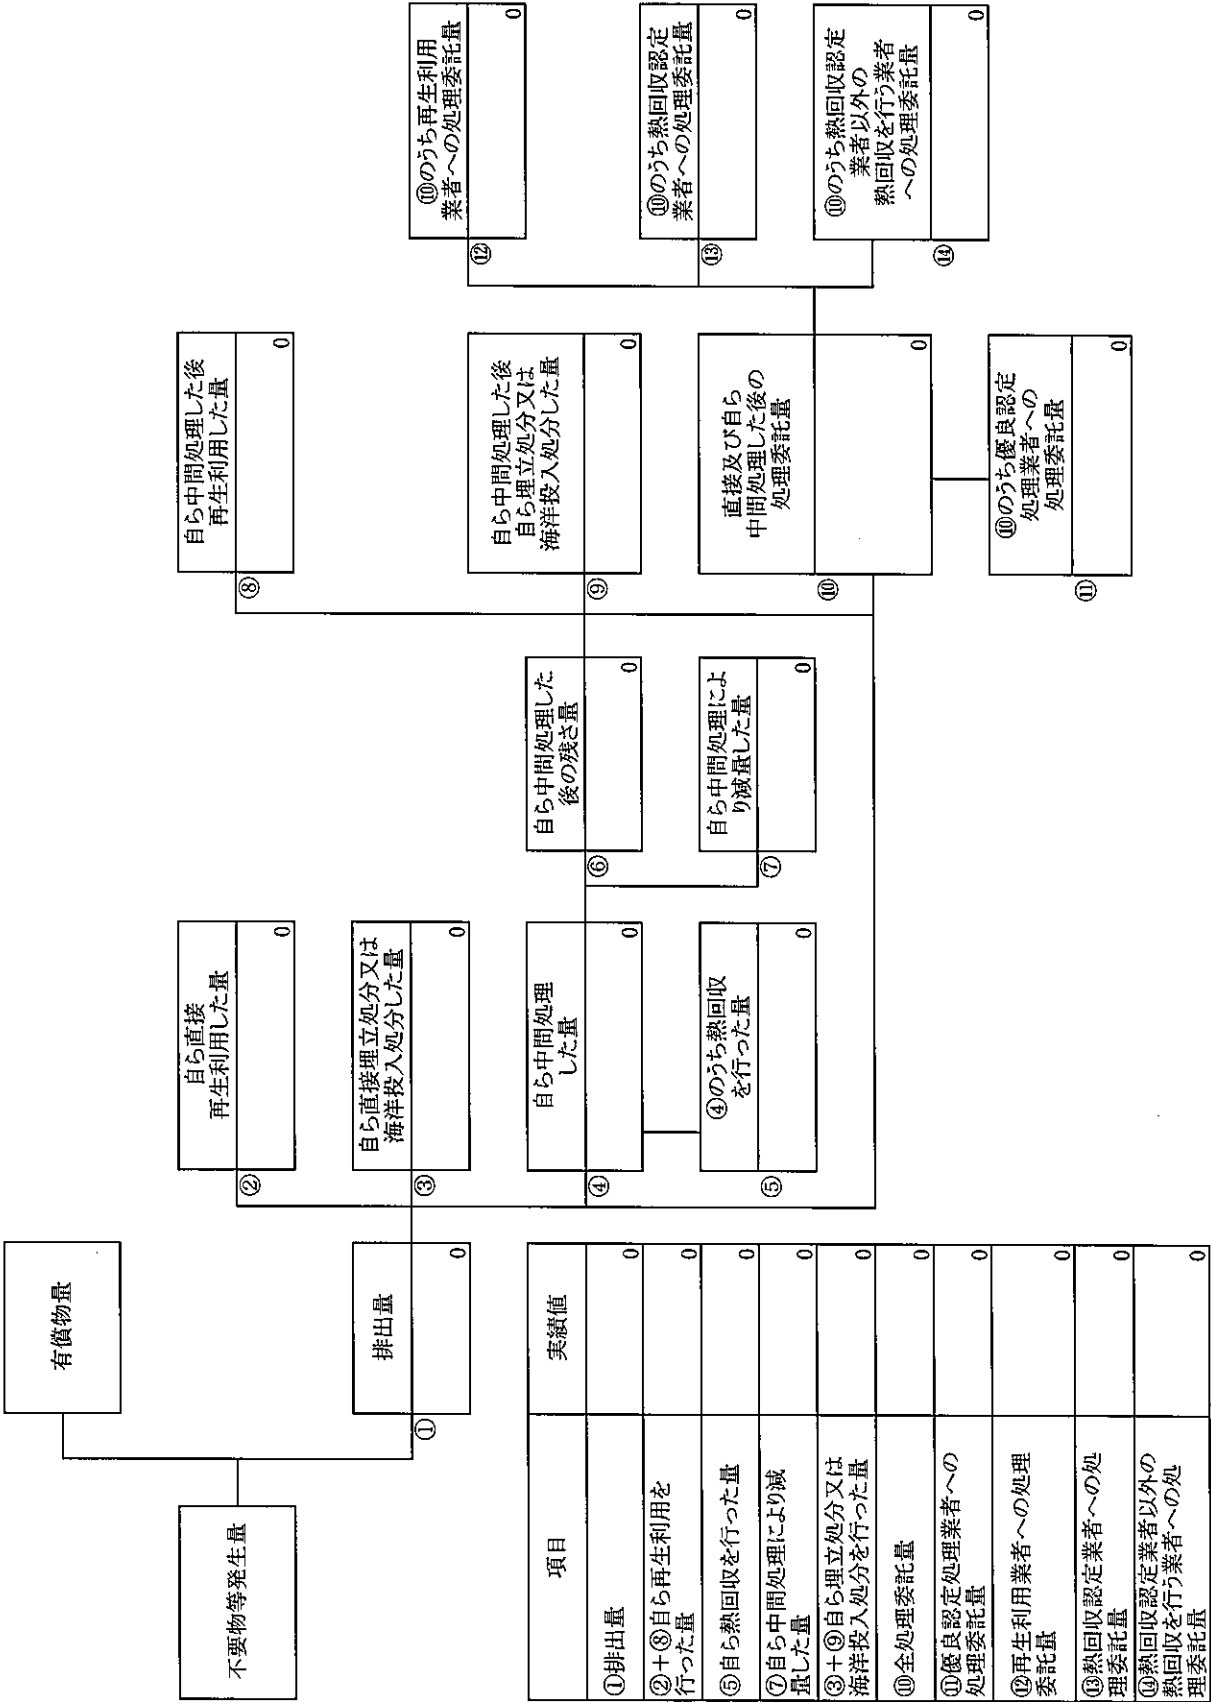 有償物量
不要物等発生量
排出量
0
①
自ら直接
再生利用した量
0
②
自ら直接埋立処分又は
海洋投入処分した量
0
③
自ら中間処理
した量
0
④
④のうち熱回収
を行った量
0
⑤
自ら中間処理した
後の残さ量
0
⑥
自ら中間処理によ
り減量した量
0
⑦
自ら中間処理した後
再生利用した量
0
⑧
自ら中間処理した後
自ら埋立処分又は
海洋投入処分した量
0
⑨
直接及び自ら
中間処理した後の
処理委託量
0
⑩
⑩のうち優良認定
処理業者への
処理委託量
0
⑪
⑩のうち再生利用
業者への処理委託量
0
⑫
⑩のうち熱回収認定
業者への処理委託量
0
⑬
⑩のうち熱回収認定
業者以外の
熱回収を行う業者
への処理委託量
0
⑭
項目 実績値
①排出量 0
②+⑧自ら再生利用を
行った量 0
⑤自ら熱回収を行った量 0
⑦自ら中間処理により減
量した量 0
③+⑨自ら埋立処分又は
海洋投入処分を行った量 0
⑩全処理委託量 0
⑪優良認定処理業者への
処理委託量 0
⑫再生利用業者への処理
委託量 0
⑬熱回収認定業者への処
理委託量 0
⑭熱回収認定業者以外の
熱回収を行う業者への処
理委託量 0